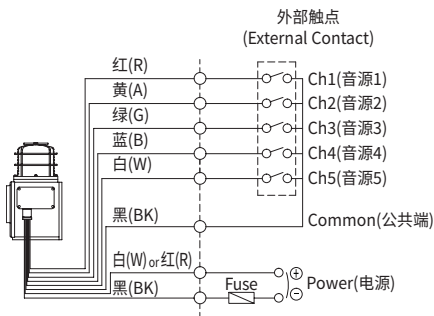 外部触点
(External Contact)
红(R)
Ch1(音源1)
黄(A)
Ch2(音源2)
绿(G)
Ch3(音源3)
蓝(B)
Ch4(音源4)
白(W)
Ch5(音源5)
黑(BK)
Common(公共端)
白(W)or红(R)
黑(BK)
Fuse
+
Power(电源)
-